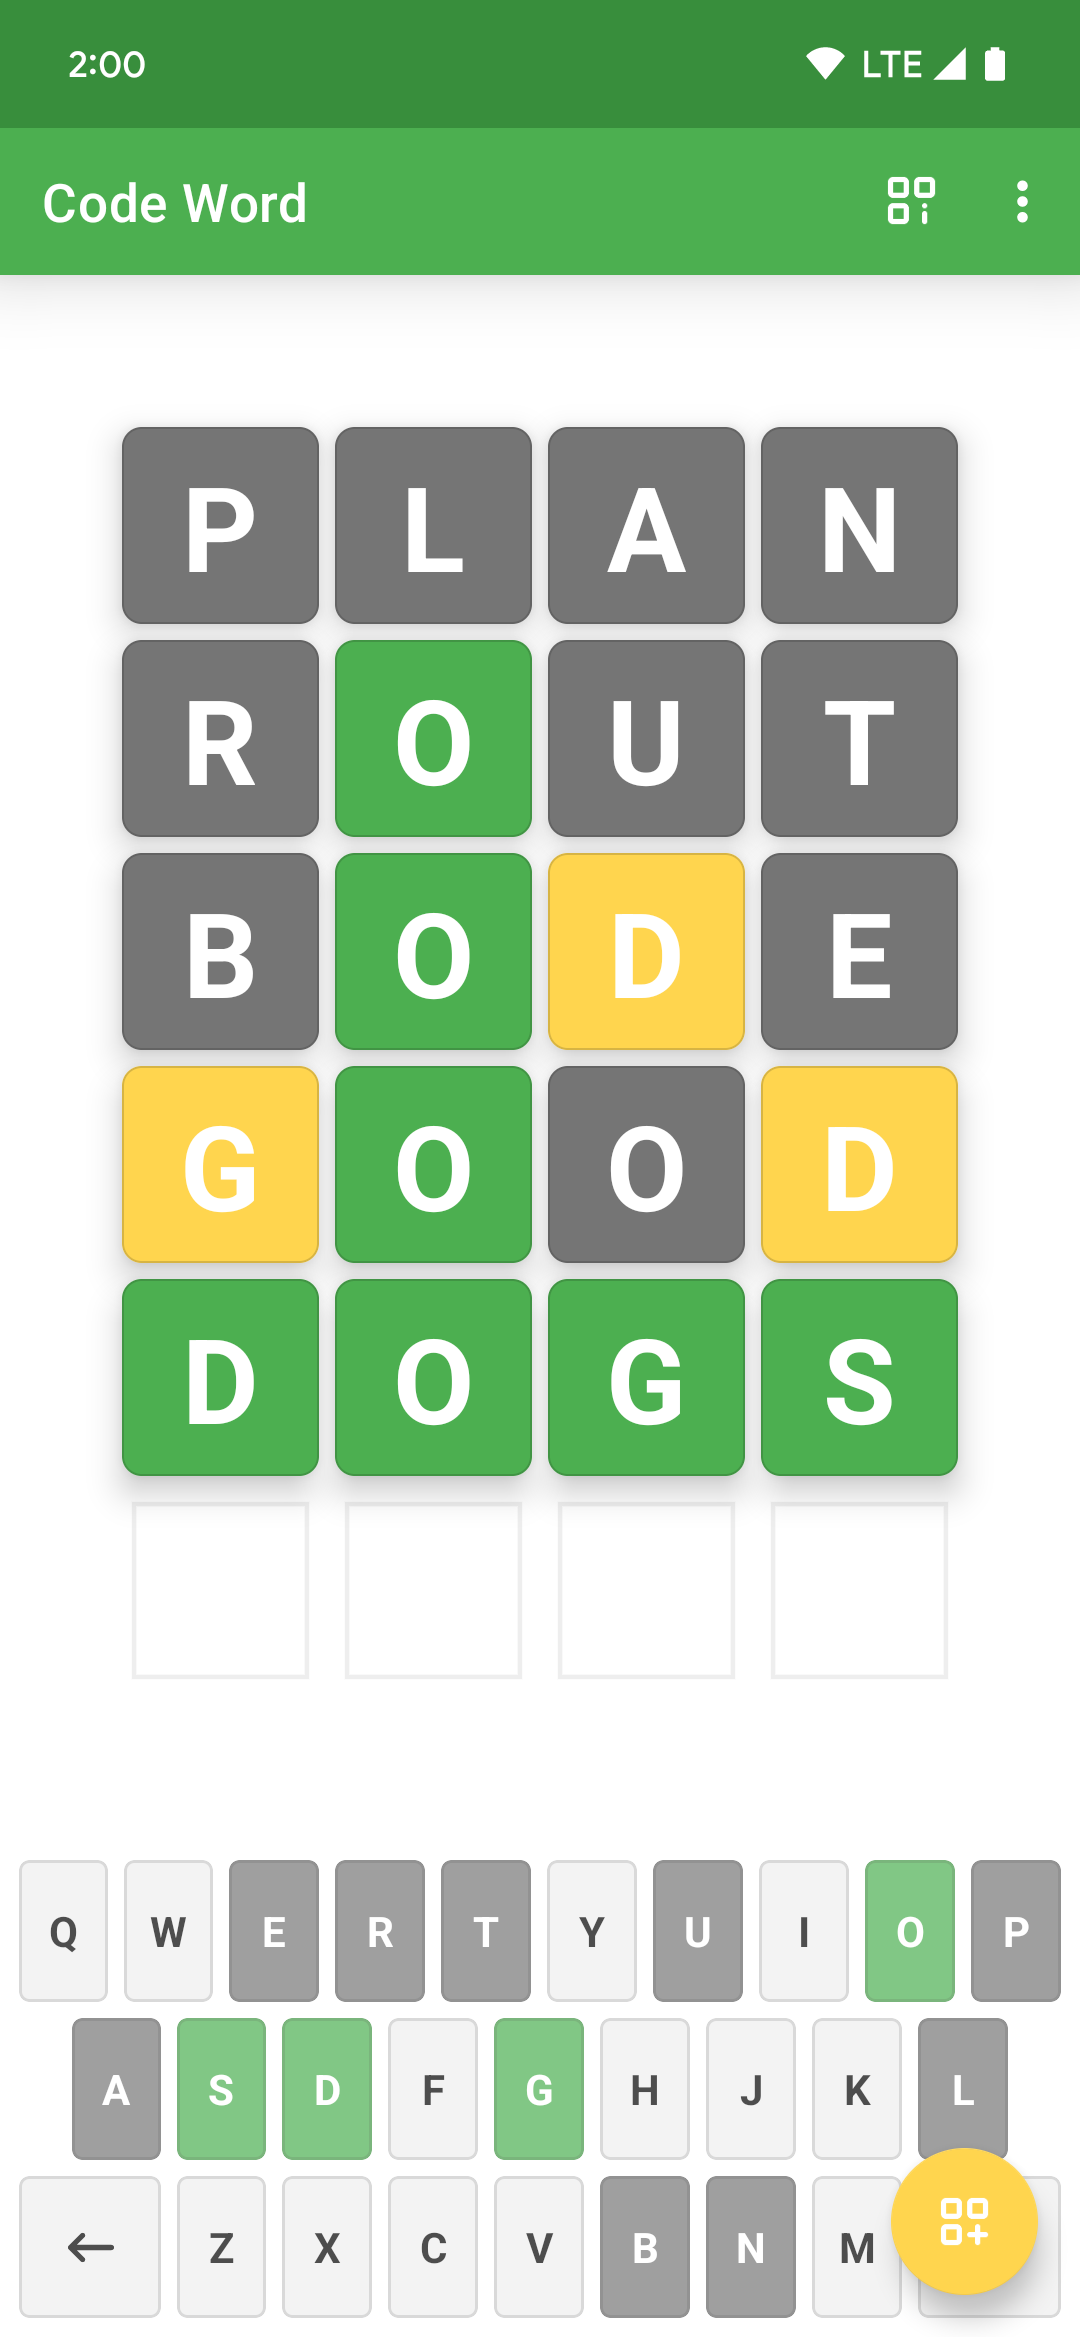 2:00 LTE
Code Word
P L A N
R O U T
B O D E
G O O D
D O G S
Q W E R T Y U I O P
A S D F G H J K L
Z X C V B N M